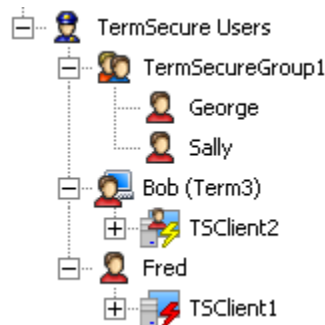 TermSecure Users
TermSecureGroup1
George
Sally
Bob (Term3)
TSClient2
Fred
TSClient1